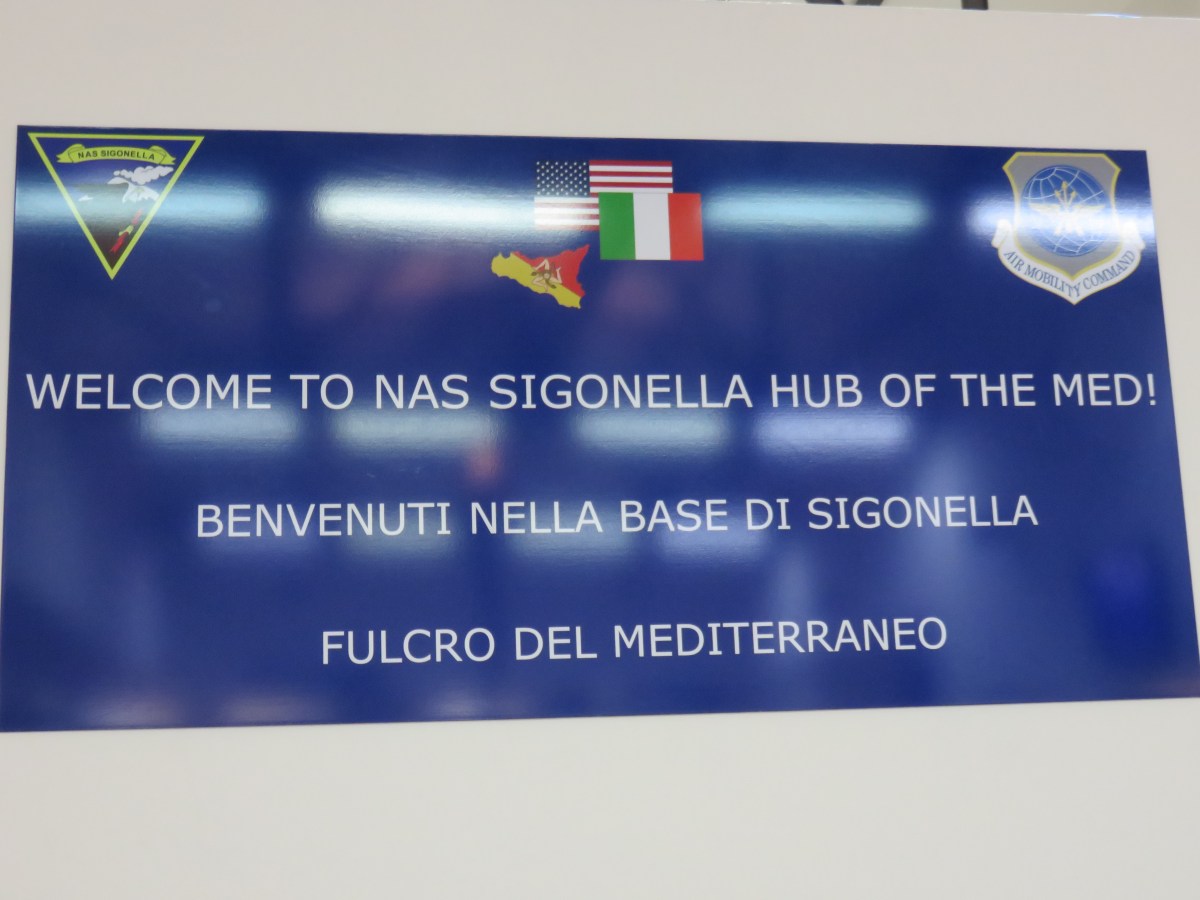 NAS SIGONELLA
AIR MOBILITY COMMAND
WELCOME TO NAS SIGONELLA HUB OF THE MED!
BENVENUTI NELLA BASE DI SIGONELLA
FULCRO DEL MEDITERRANEO